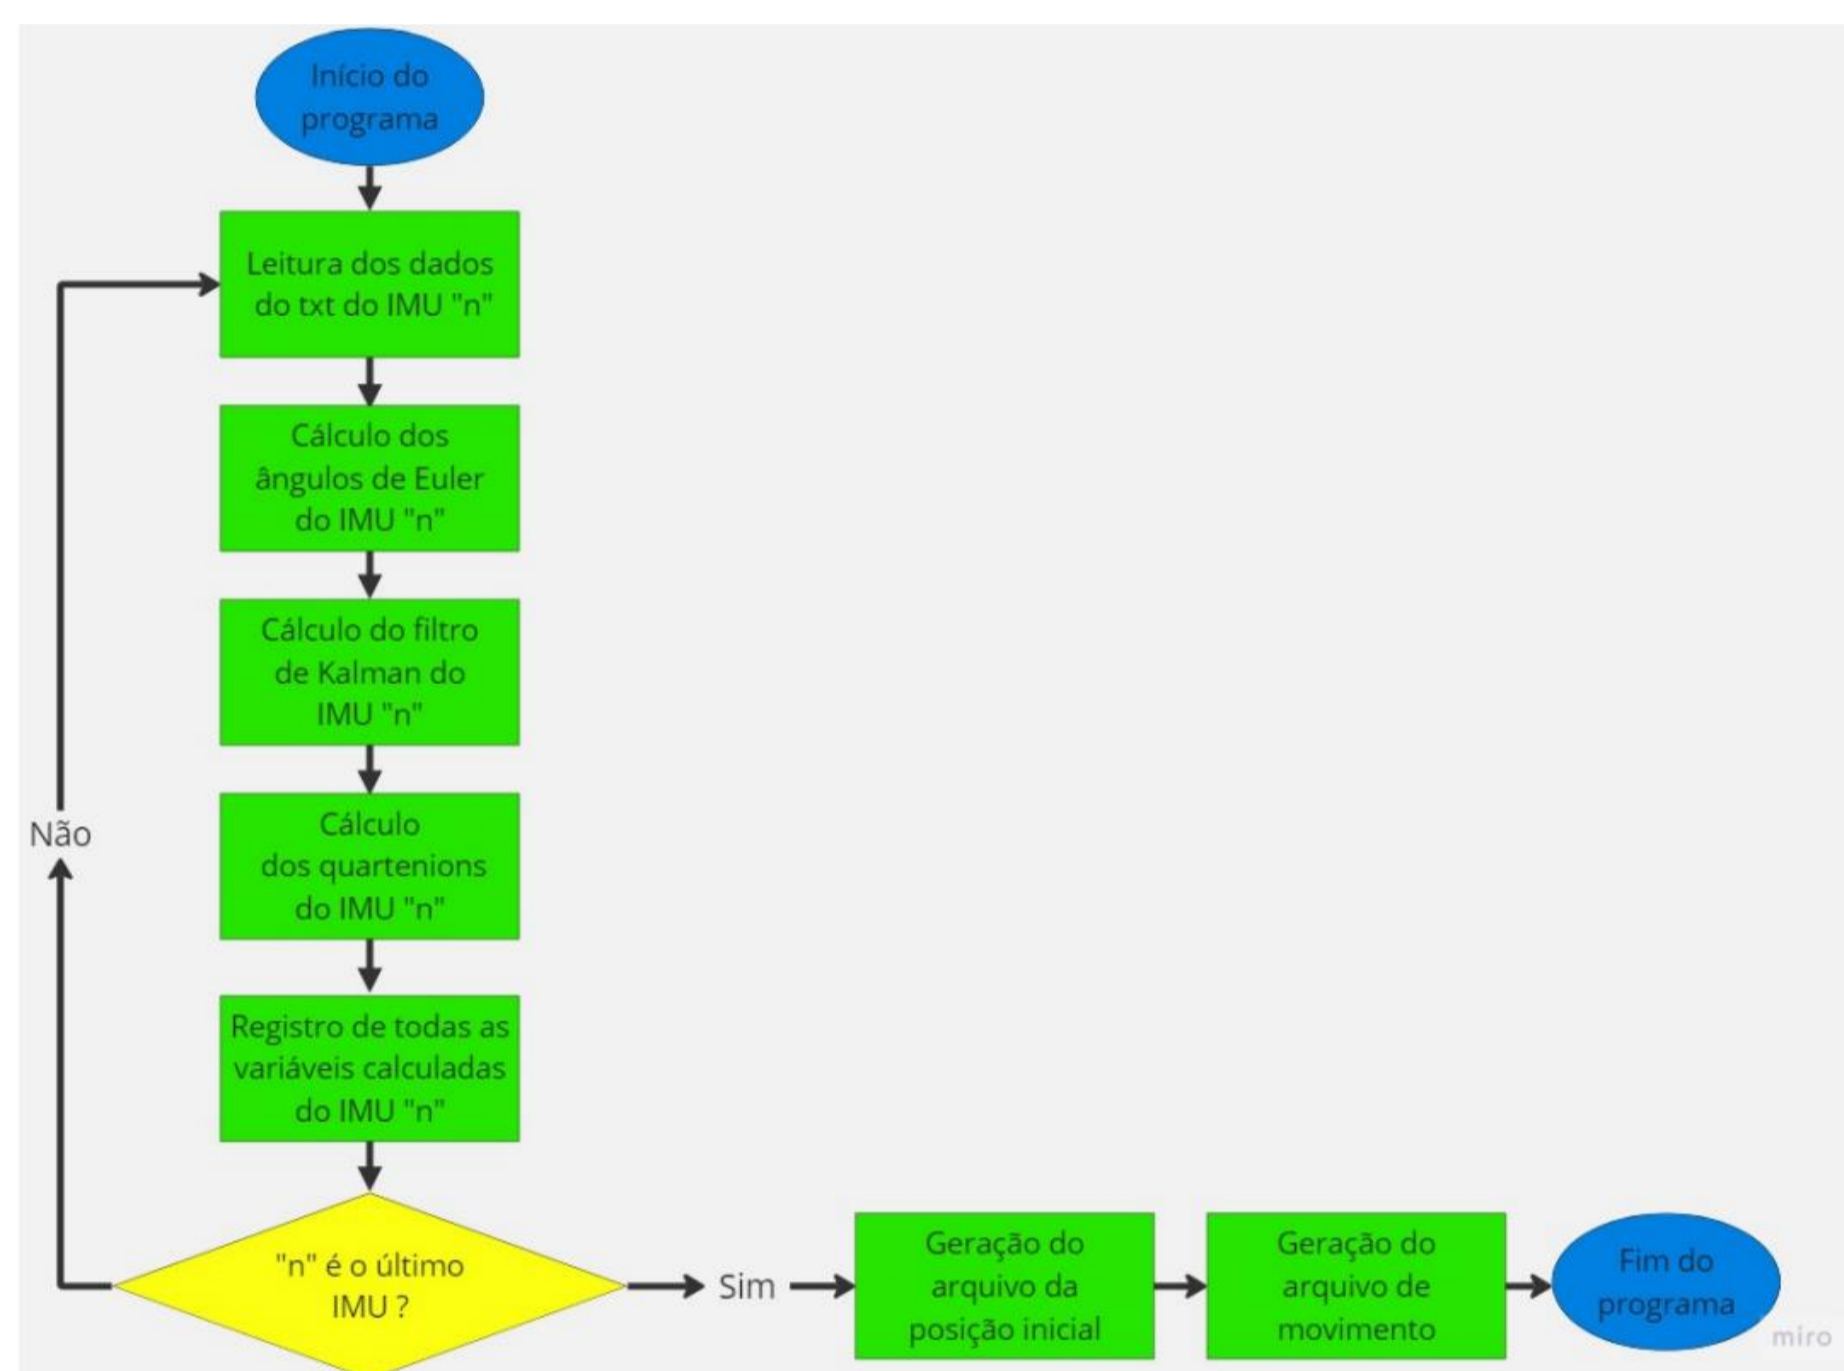 Início do
programa
Leitura dos dados
do txt do IMU "n"
Cálculo dos
ângulos de Euler
do IMU "n"
Cálculo do filtro
de Kalman do
IMU "n"
Cálculo
dos quartenions
do IMU "n"
Registro de todas as
variáveis calculadas
do IMU "n"
"n" é o último
IMU ?
Não
Sim
Geração do
arquivo da
posição inicial
Geração do
arquivo de
movimento
Fim do
programa
miro